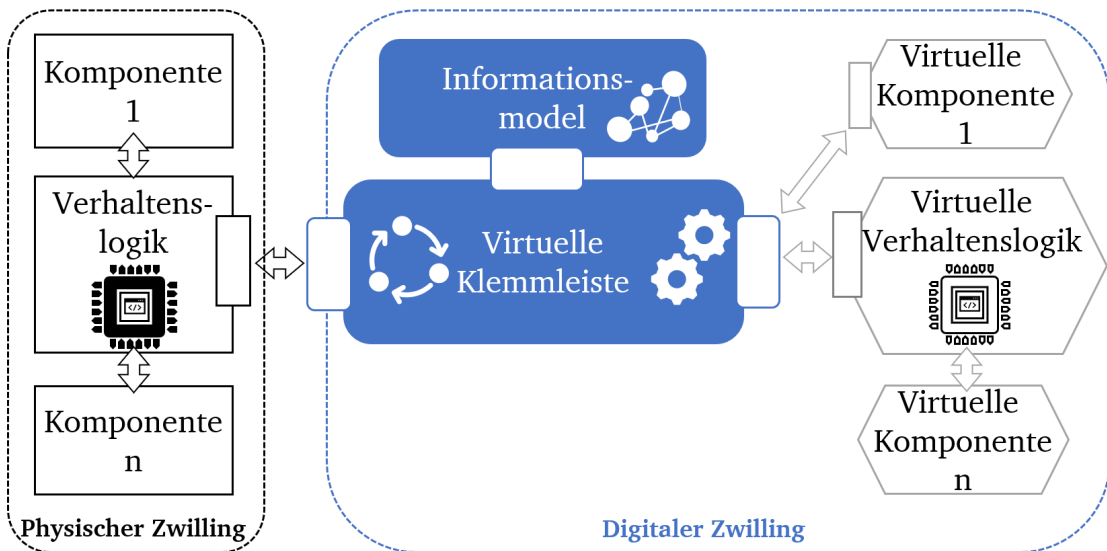 Komponente
1
Verhaltens-
logik
</>
Komponente
n
Physischer Zwilling
Informations-
model
Virtuelle
Klemmleiste
Virtuelle
Komponente
1
Virtuelle
Verhaltenslogik
</>
Virtuelle
Komponente
n
Digitaler Zwilling